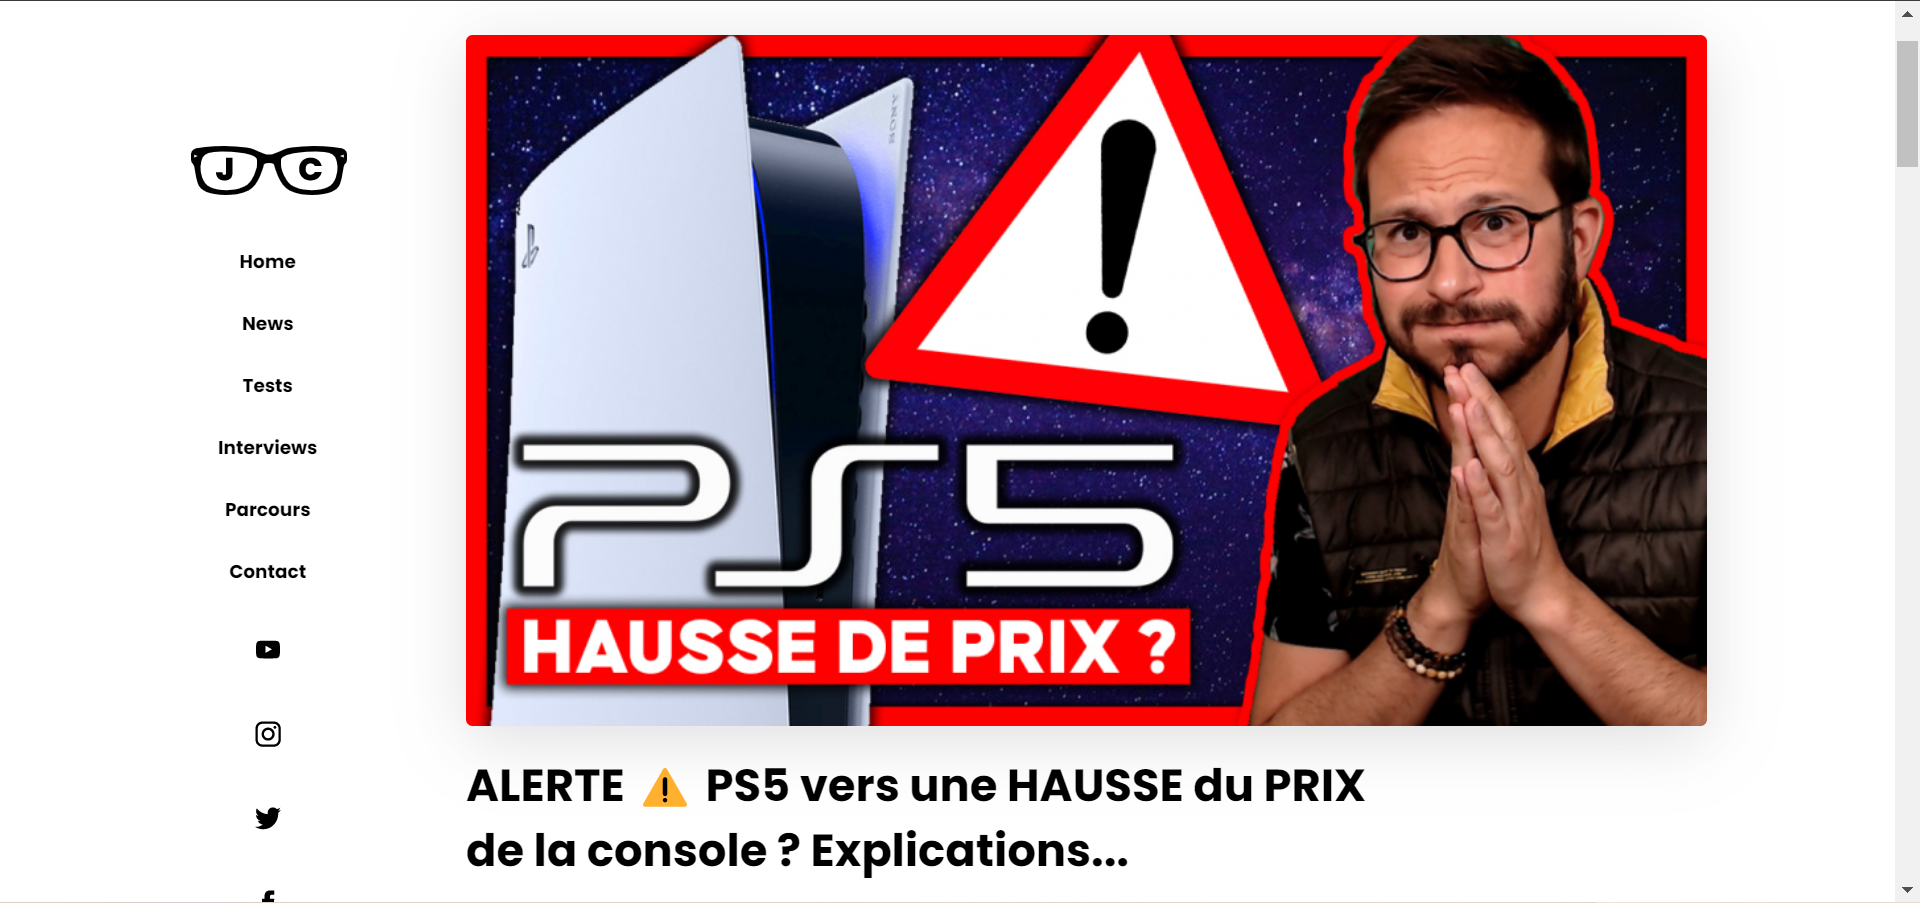 J C
Home
News
Tests
Interviews
Parcours
Contact
SONY
PS5
HAUSSE DE PRIX ?
ALERTE ⚠️ PS5 vers une HAUSSE du PRIX
de la console ? Explications...